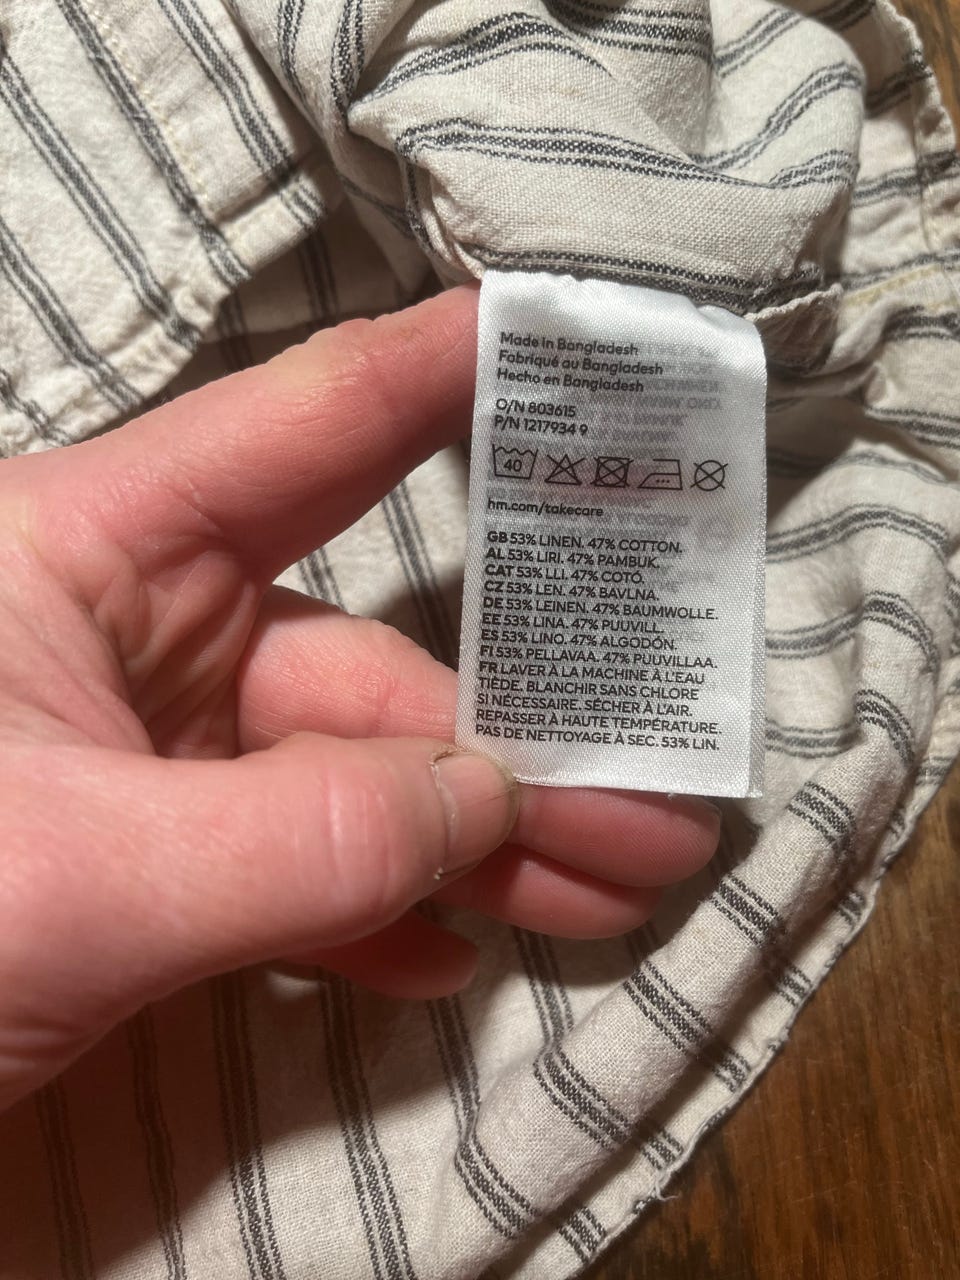 Made in Bangladesh
Fabriqué au Bangladesh
Hecho en Bangladesh
O/N 803615
P/N 1217934 9
40
hm.com/takecare
GB 53% LINEN. 47% COTTON.
AL 53% LIRI. 47% PAMBUK.
CAT 53% LLI. 47% COTÓ.
CZ 53% LEN. 47% BAVLNA.
DE 53% LEINEN. 47% BAUMWOLLE.
EE 53% LINA. 47% PUUVILL.
ES 53% LINO. 47% ALGODÓN.
FI 53% PELLAVAA. 47% PUUVILLAA.
FR LAVER À LA MACHINE À L'EAU
TIÈDE. BLANCHIR SANS CHLORE
SI NÉCESSAIRE. SÉCHER À L'AIR.
REPASSER À HAUTE TEMPÉRATURE.
PAS DE NETTOYAGE À SEC. 53% LIN.